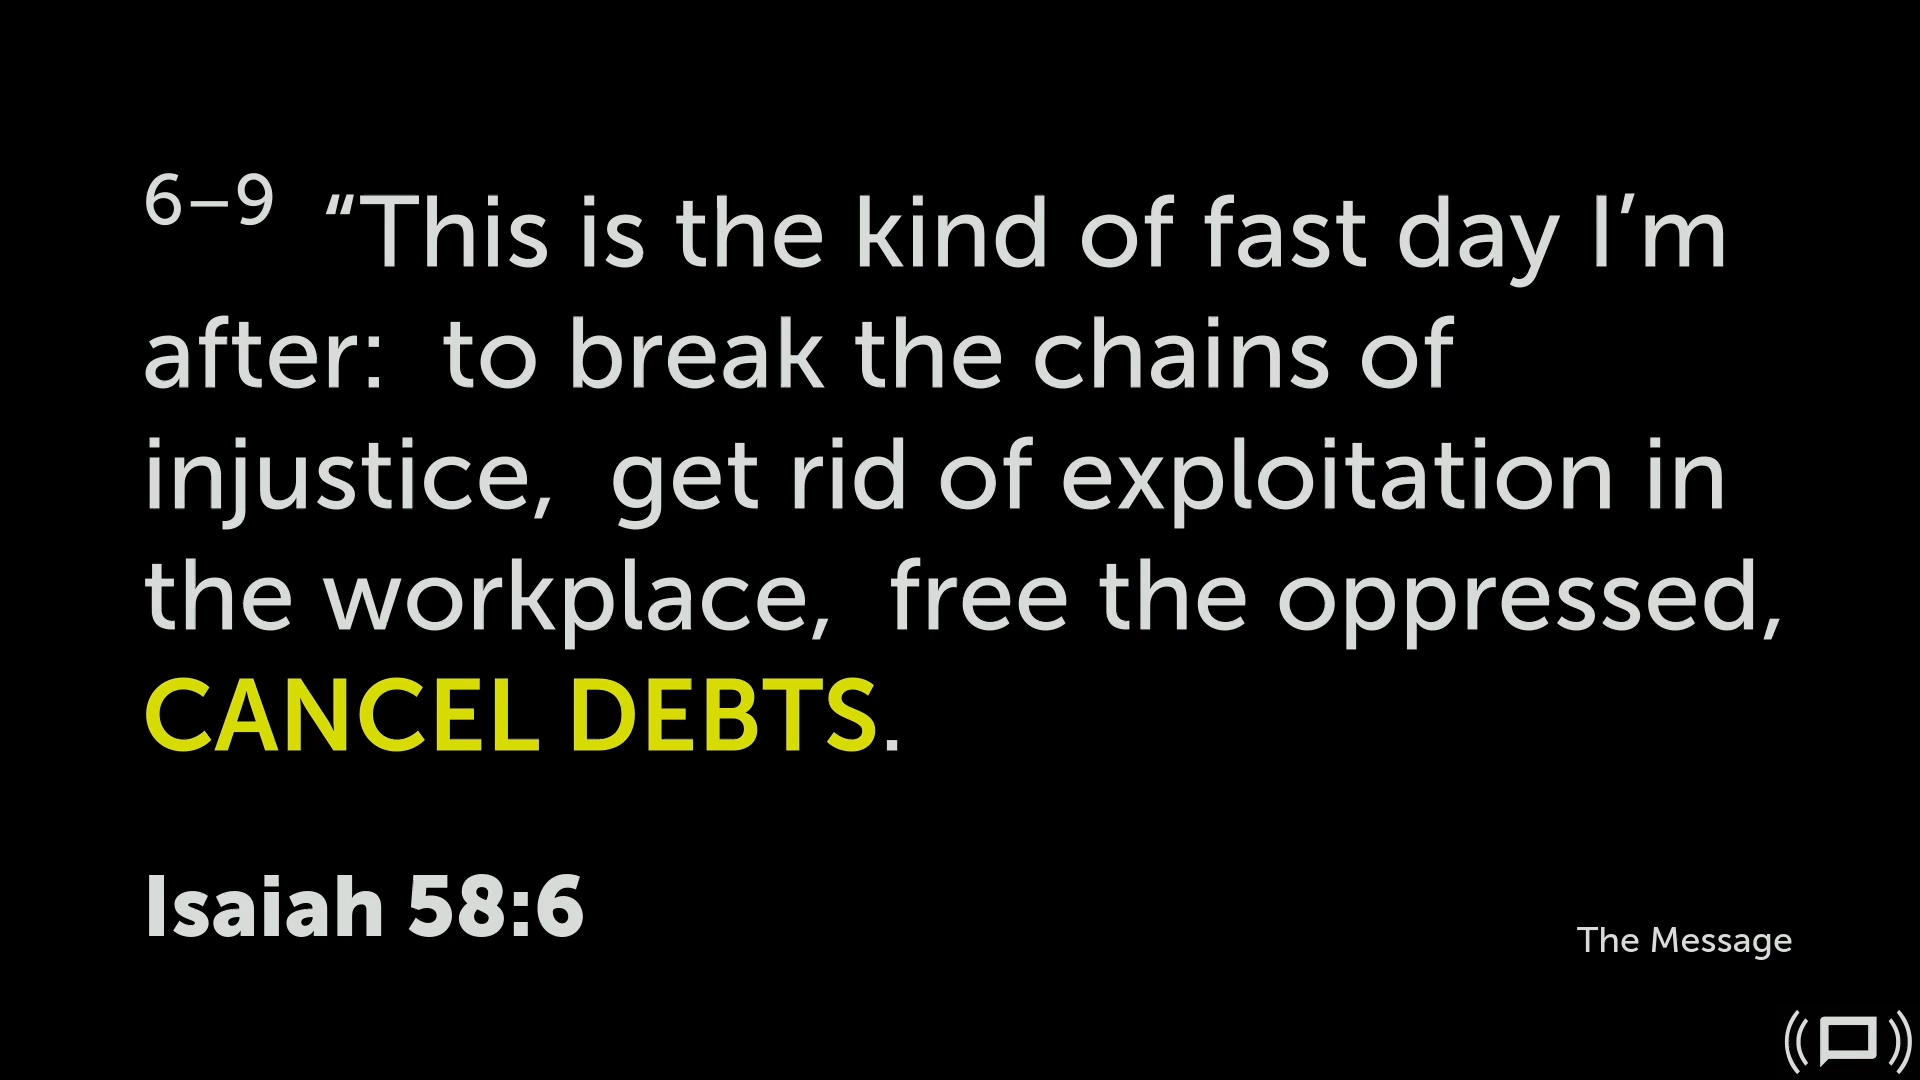 6–9  “This is the kind of fast day I’m
after:  to break the chains of
injustice,  get rid of exploitation in
the workplace,  free the oppressed,
CANCEL DEBTS.
Isaiah 58:6
The Message